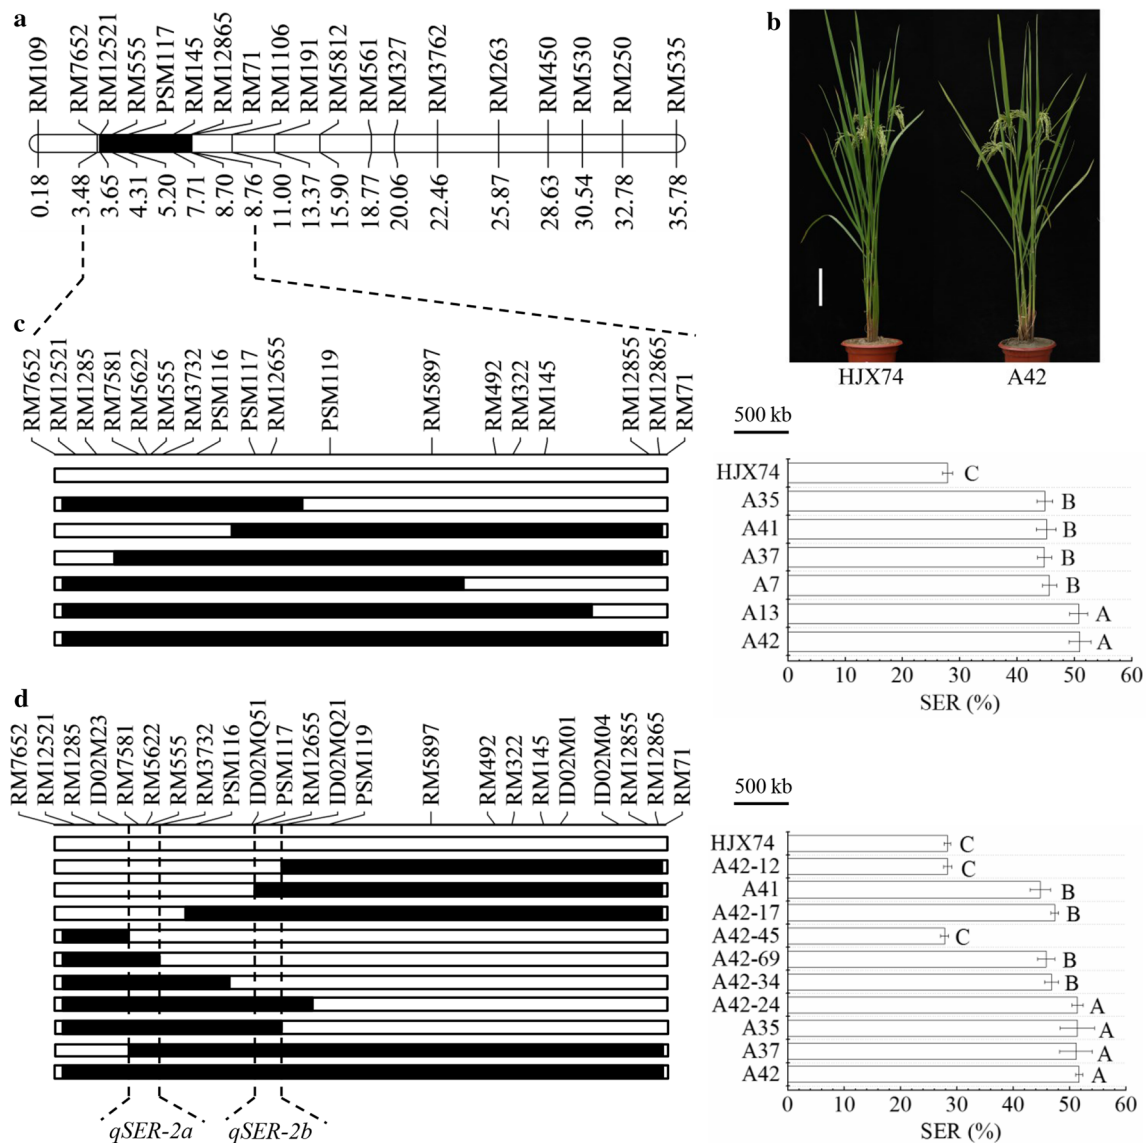 a
RM109 RM7652 RM12521 RM5555 PSM117 RM145 RM12865 RM71 RM1106 RM191 RM5812 RM561 RM327 RM3762 RM263 RM450 RM530 RM250 RM535
0.18 3.48 3.65 4.31 5.20 7.71 8.70 8.76 11.00 13.37 15.90 18.77 20.06 22.46 25.87 28.63 30.54 32.78 35.78
b
HJX74 A42
c
RM7652 RM12521 RM1285 RM7581 RM5622 RM555 RM3732 PSM116 PSM117 RM12655 PSM119 RM5897 RM492 RM322 RM145 RM12855 RM12865 RM71
500 kb
HJX74 C
A35 B
A41 B
A37 B
A7 B
A13 A
A42 A
0 10 20 30 40 50 60
SER (%)
d
RM7652 RM12521 RM1285 ID02M23 RM7581 RM5622 RM555 RM3732 PSM116 ID02MQ51 PSM117 RM12655 ID02MQ21 PSM119 RM5897 RM492 RM322 RM145 ID02M01 ID02M04 RM12855 RM12865 RM71
500 kb
HJX74 C
A42-12 C
A41 B
A42-17 B
A42-45 C
A42-69 B
A42-34 B
A42-24 A
A35 A
A37 A
A42 A
0 10 20 30 40 50 60
SER (%)
qSER-2a qSER-2b